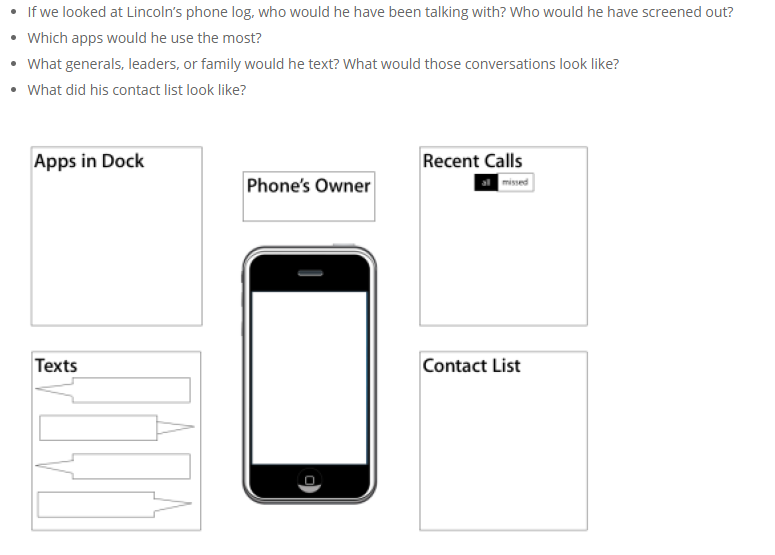 • If we looked at Lincoln's phone log, who would he have been talking with? Who would he have screened out?
• Which apps would he use the most?
• What generals, leaders, or family would he text? What would those conversations look like?
• What did his contact list look like?
Apps in Dock
Phone's Owner
Recent Calls
all missed
Texts
Contact List